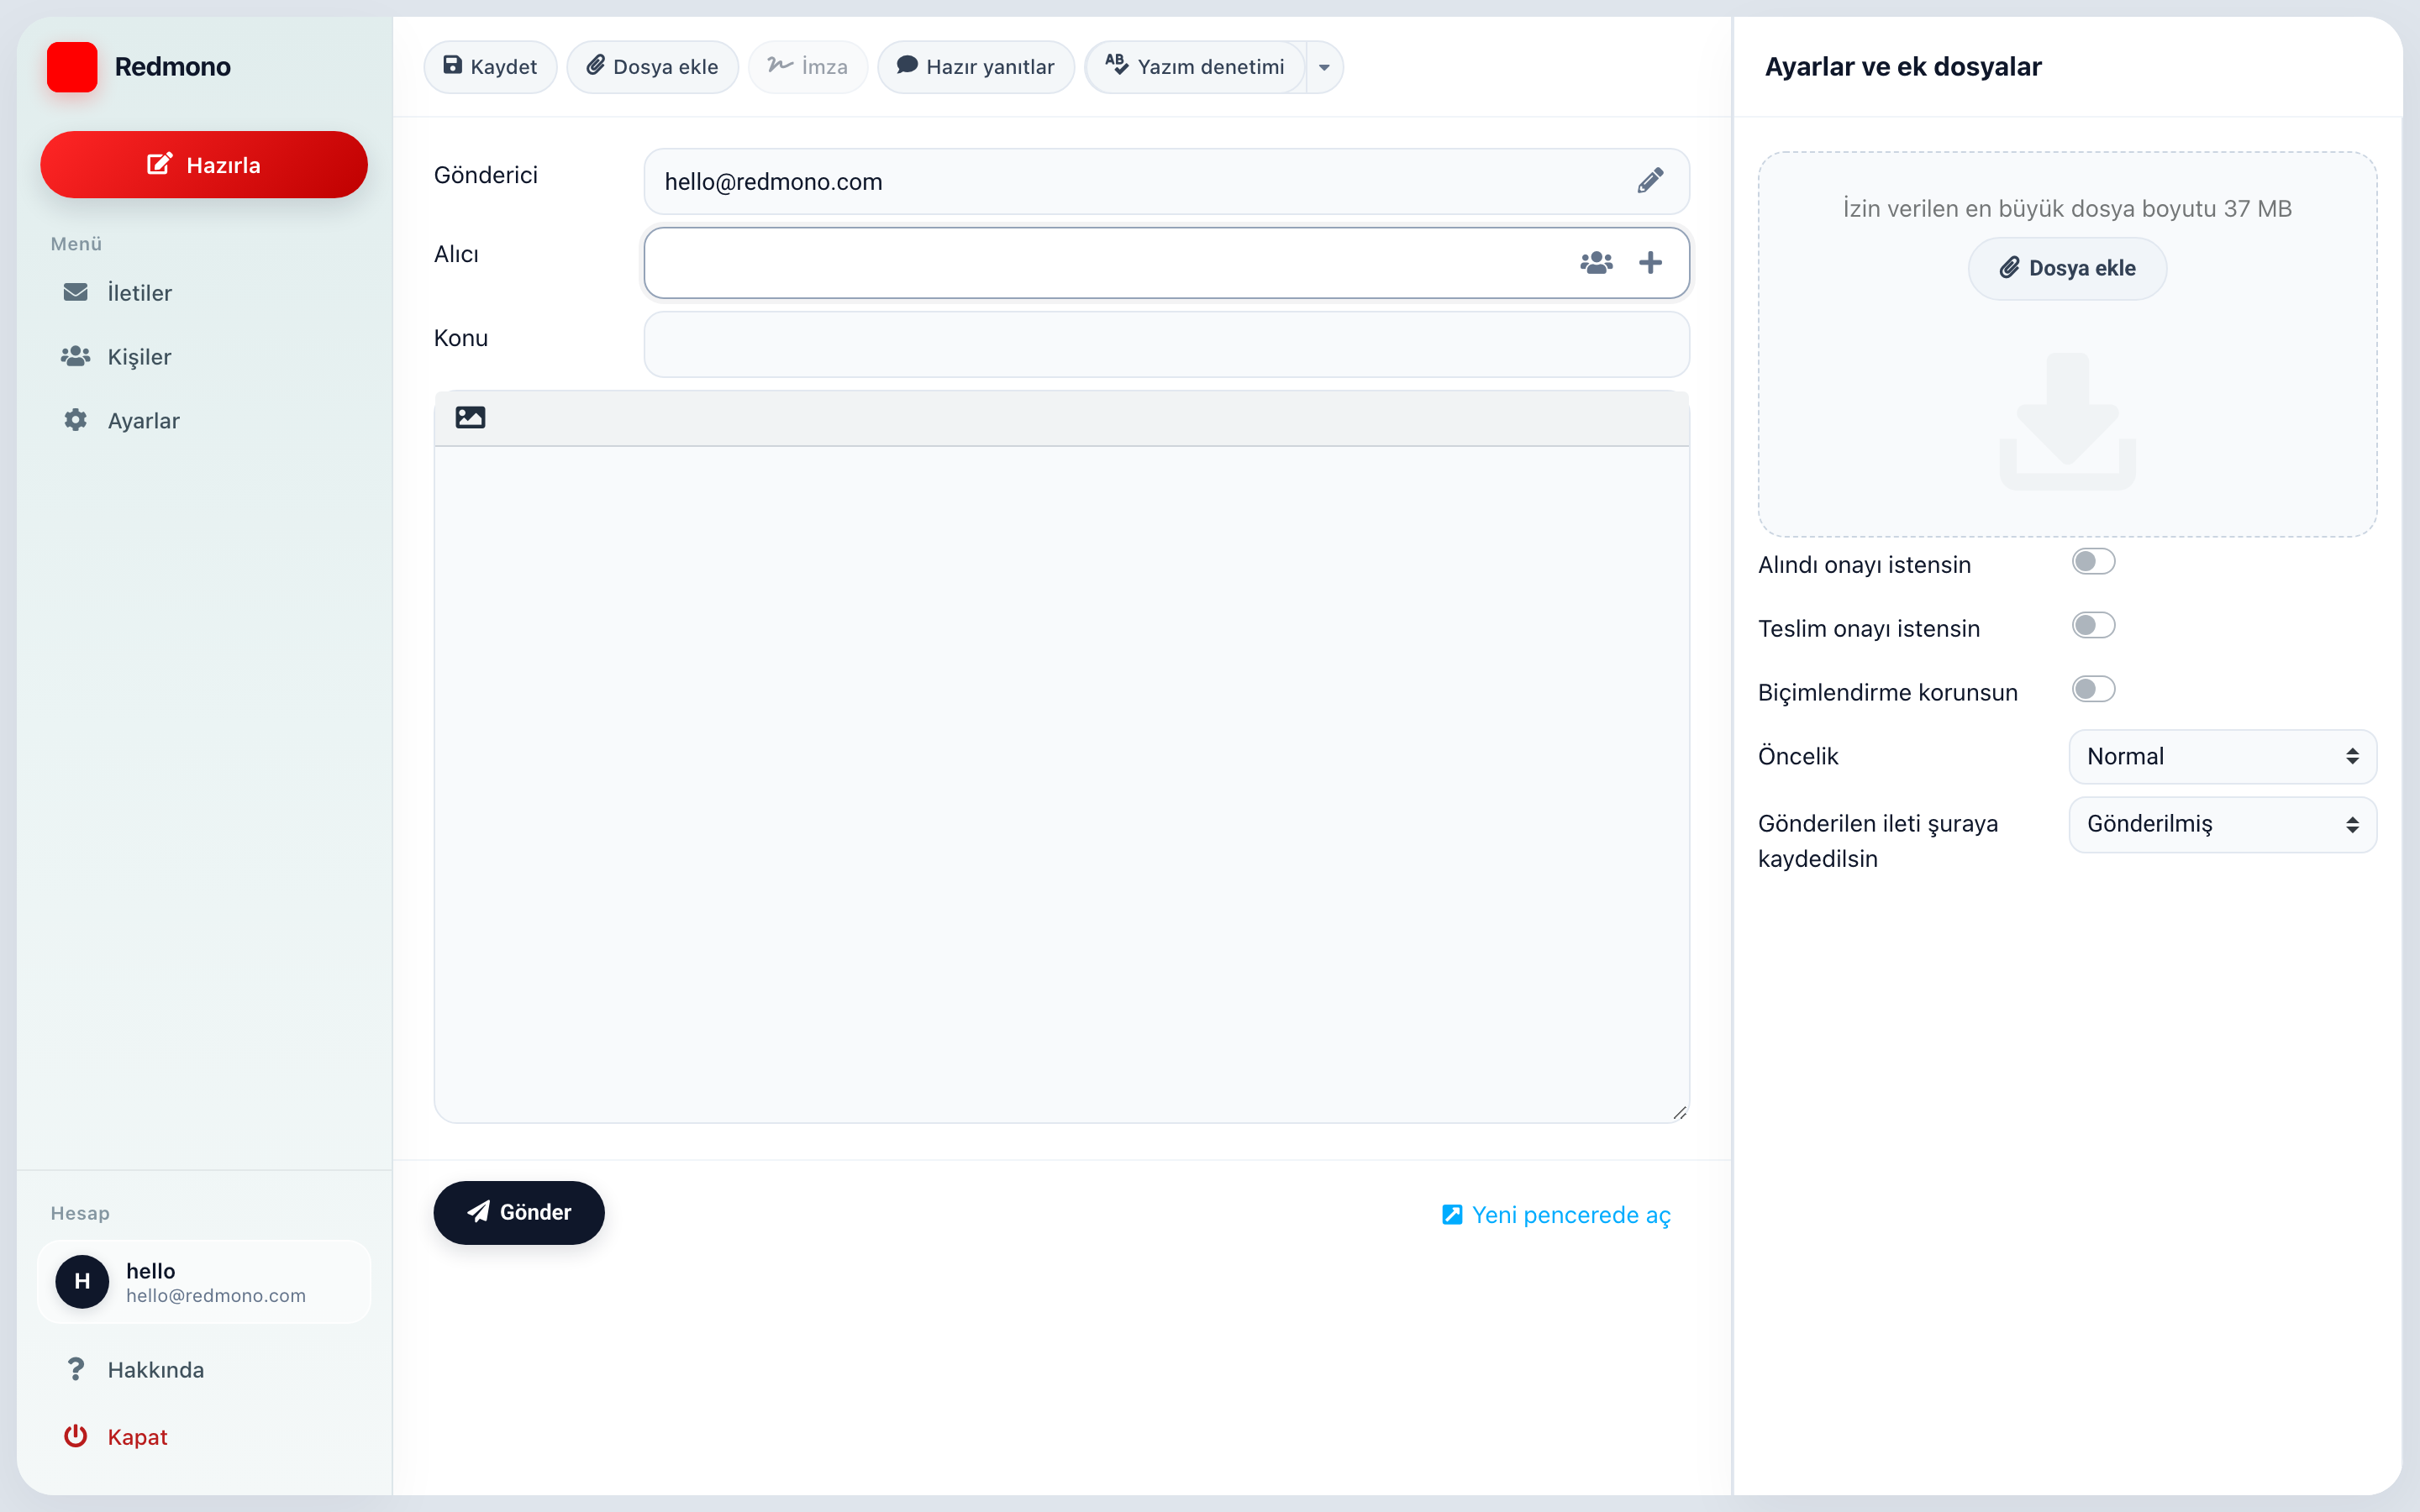 Redmono
Hazırla
Menü
İletiler
Kişiler
Ayarlar
Hesap
H
hello
hello@redmono.com
Hakkında
Kapat
Kaydet
Dosya ekle
İmza
Hazır yanıtlar
AB Yazım denetimi
Gönderici
hello@redmono.com
Alıcı
Konu
Gönder
Yeni pencerede aç
Ayarlar ve ek dosyalar
İzin verilen en büyük dosya boyutu 37 MB
Dosya ekle
Alındı onayı istensin
Teslim onayı istensin
Biçimlendirme korunsun
Öncelik
Normal
Gönderilen ileti şuraya
kaydedilsin
Gönderilmiş